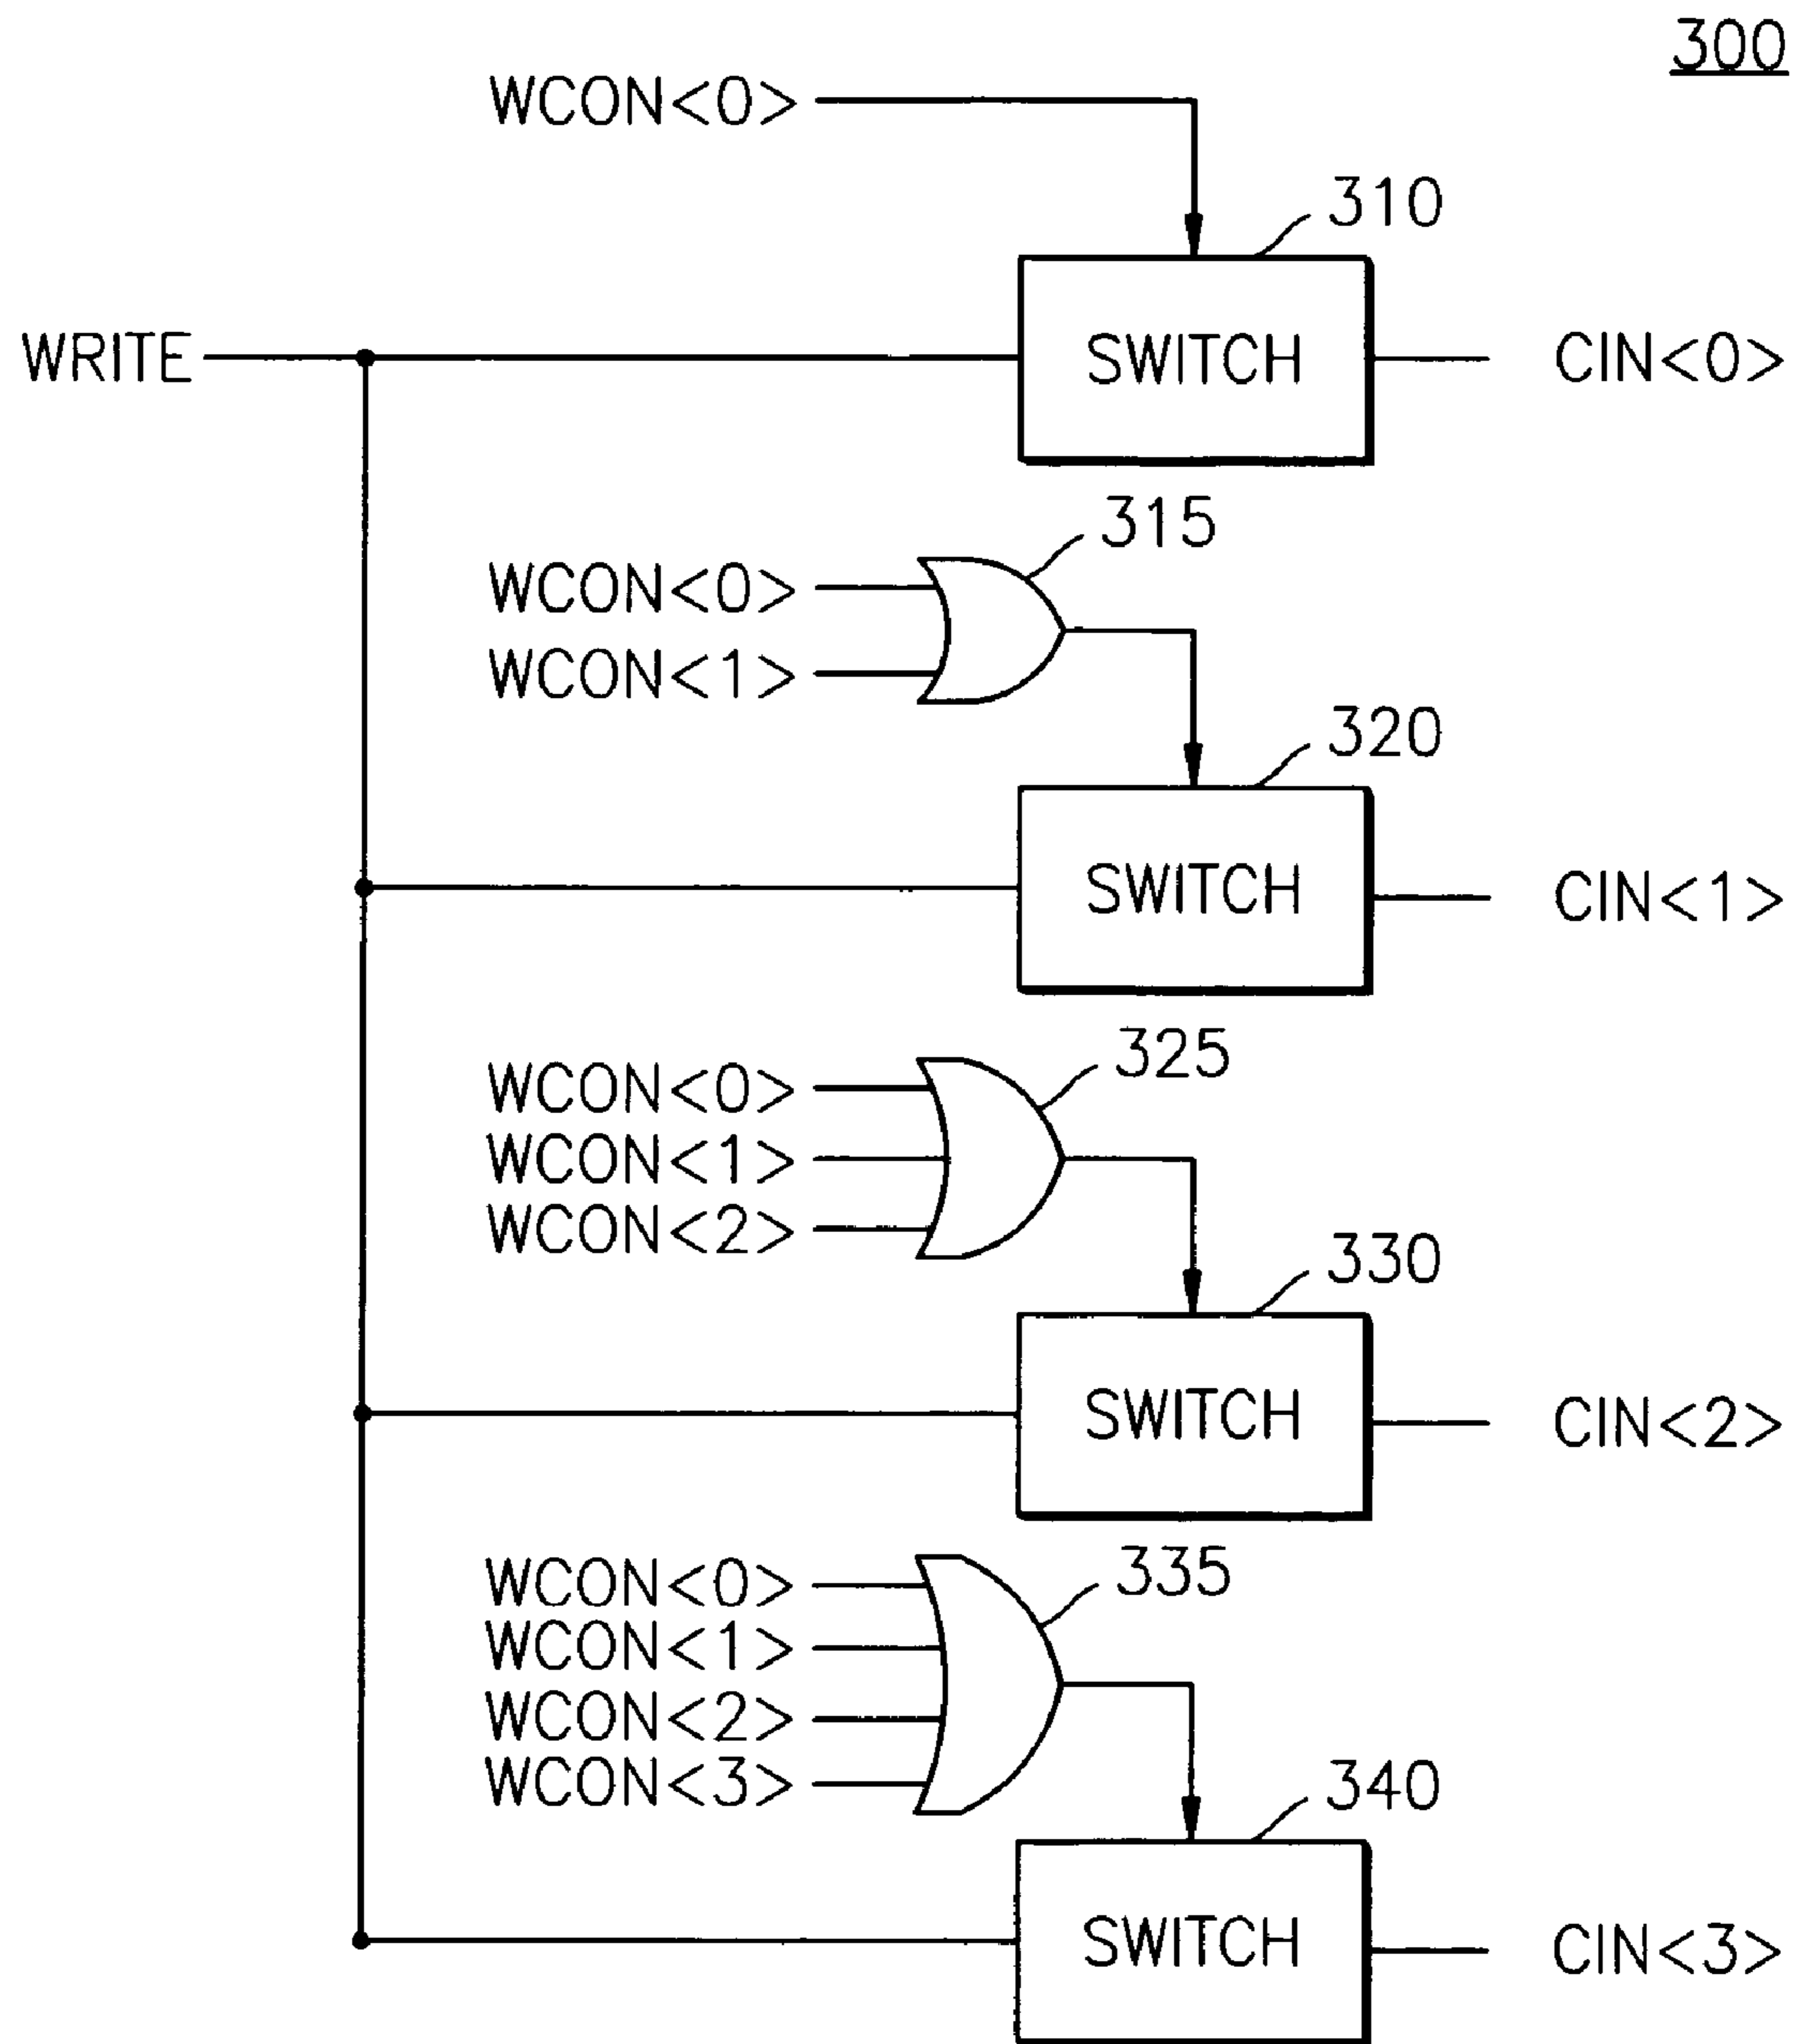 300
WCON<0>
310
WRITE
SWITCH
CIN<0>
315
WCON<0>
WCON<1>
320
SWITCH
CIN<1>
325
WCON<0>
WCON<1>
WCON<2>
330
SWITCH
CIN<2>
335
WCON<0>
WCON<1>
WCON<2>
WCON<3>
340
SWITCH
CIN<3>